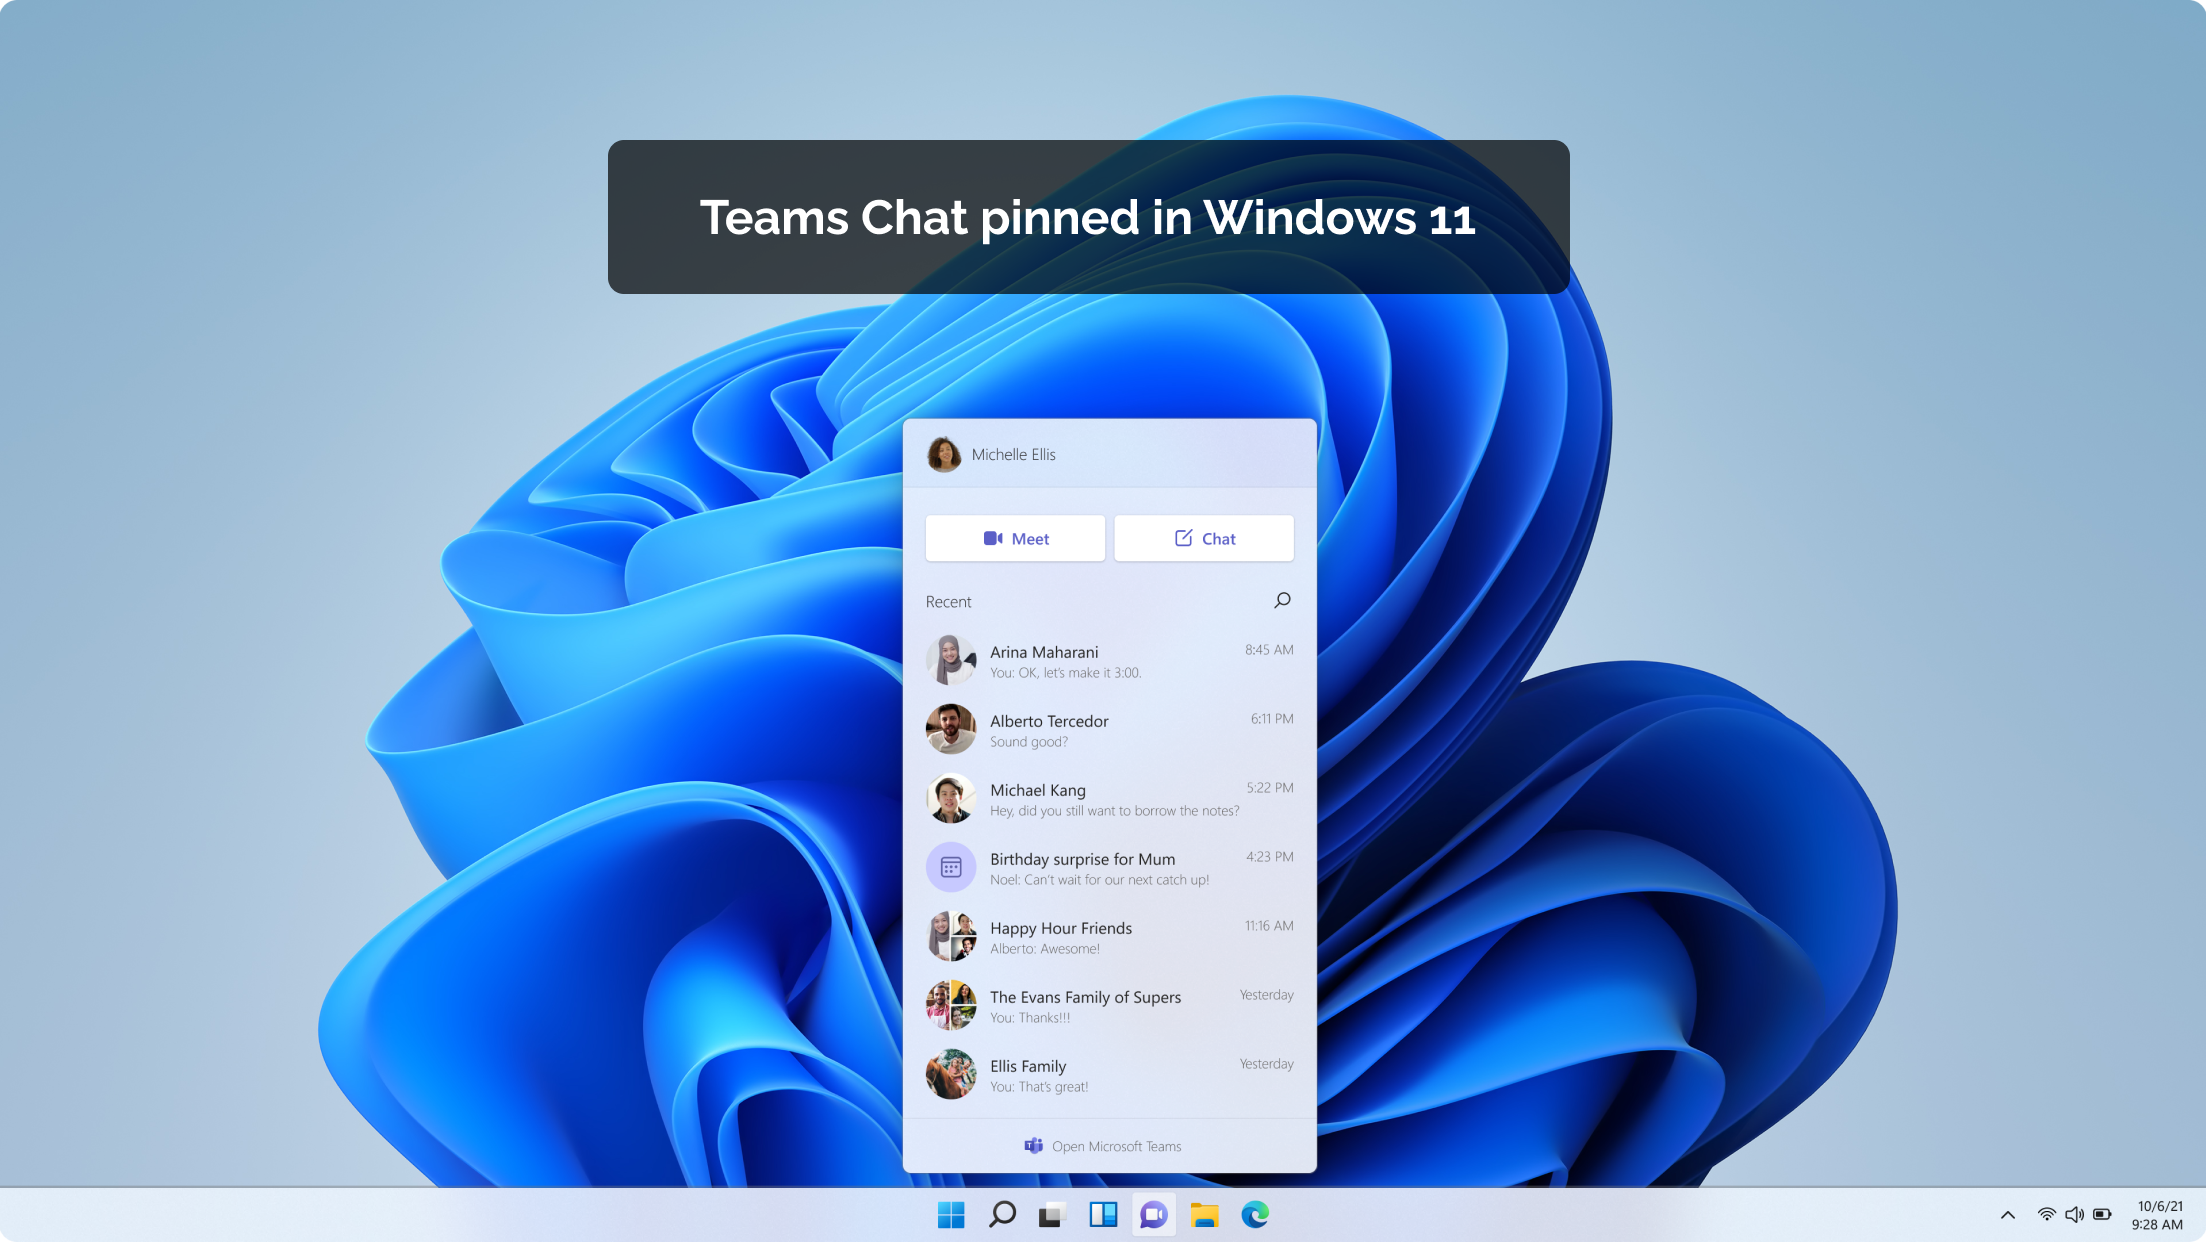 Teams Chat pinned in Windows 11
Michelle Ellis
Meet
Chat
Recent
Arina Maharani
8:45 AM
You: OK, let's make it 3:00.
Alberto Tercedor
6:11 PM
Sound good?
Michael Kang
5:22 PM
Hey, did you still want to borrow the notes?
Birthday surprise for Mum
4:23 PM
Noel: Can't wait for our next catch up!
Happy Hour Friends
11:16 AM
Alberto: Awesome!
The Evans Family of Supers
Yesterday
You: Thanks!!!
Ellis Family
Yesterday
You: That's great!
Open Microsoft Teams
10/6/21
9:28 AM